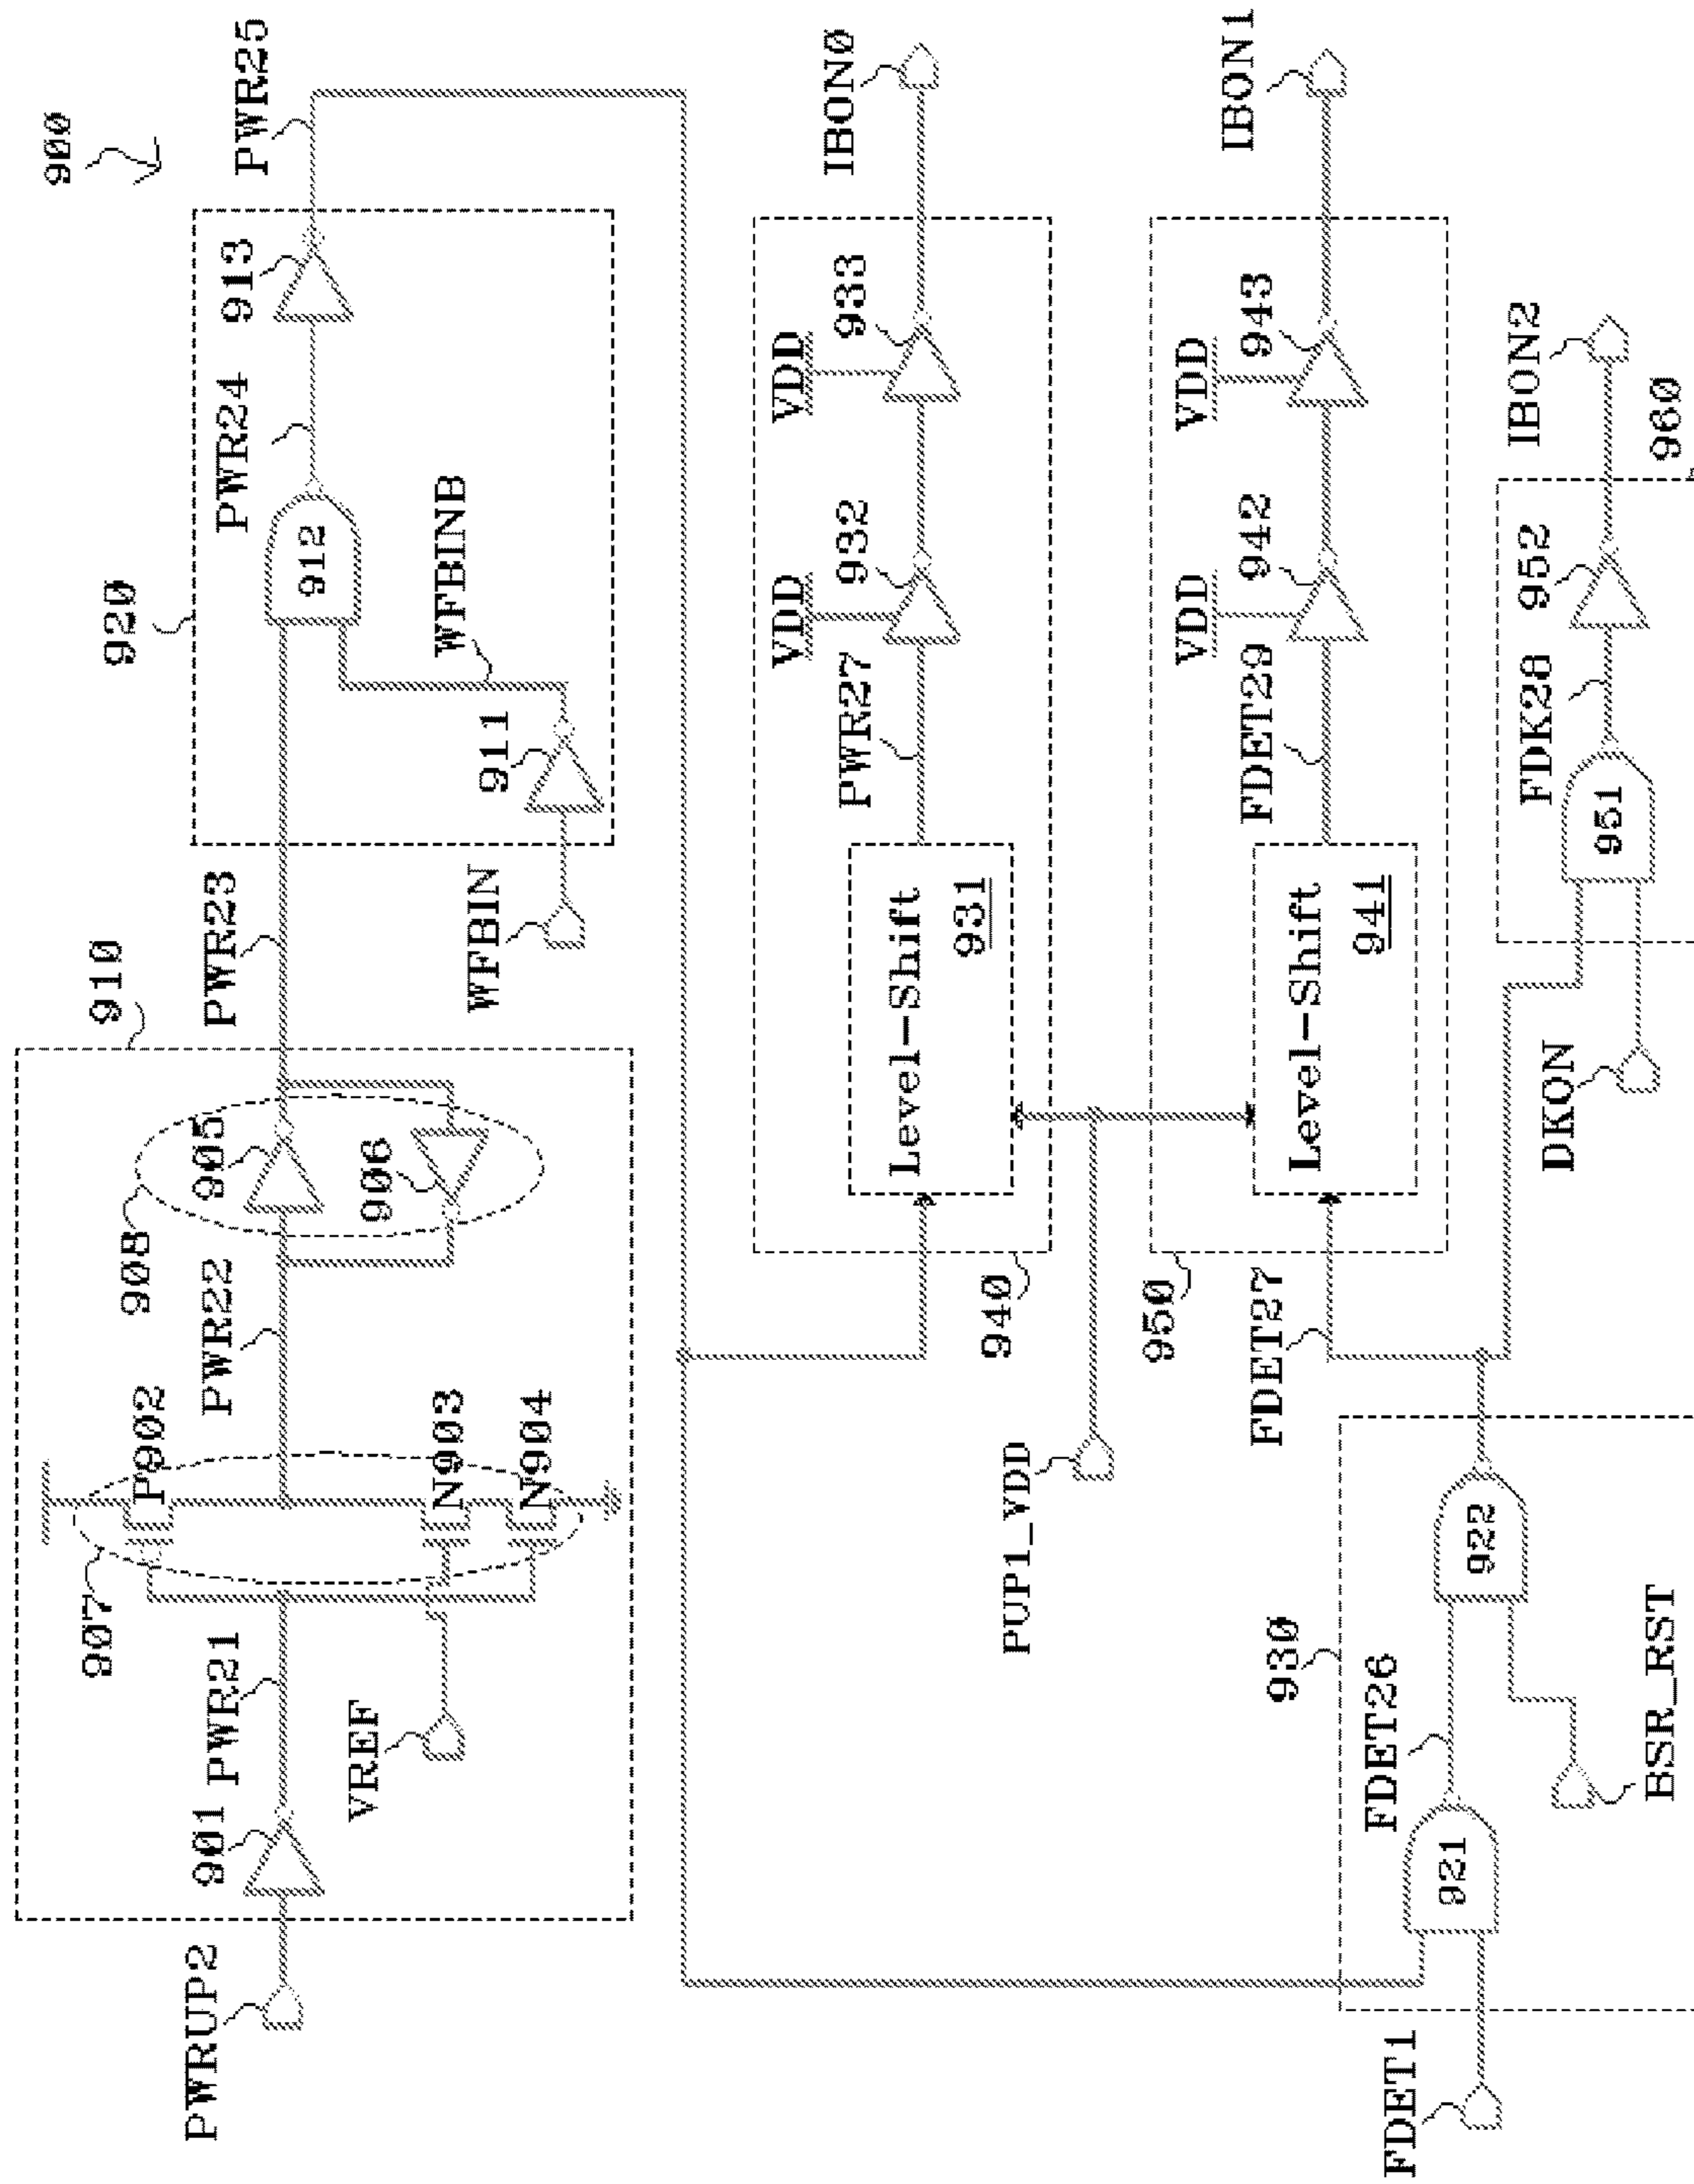 900
910
920
PWRUP2
901
PWR21
907
P902
N903
N904
VREF
PWR22
908
905
906
PWR23
WFBIN
911
WFBINB
912
PWR24
913
PWR25
940
Level-Shift
931
PWR27
VDD
932
VDD
933
IBON0
PUP1_VDD
950
FDET27
Level-Shift
941
FDET29
VDD
942
VDD
943
IBON1
930
FDET1
921
FDET26
922
BSR_RST
DKON
951
FDK28
952
IBON2
960